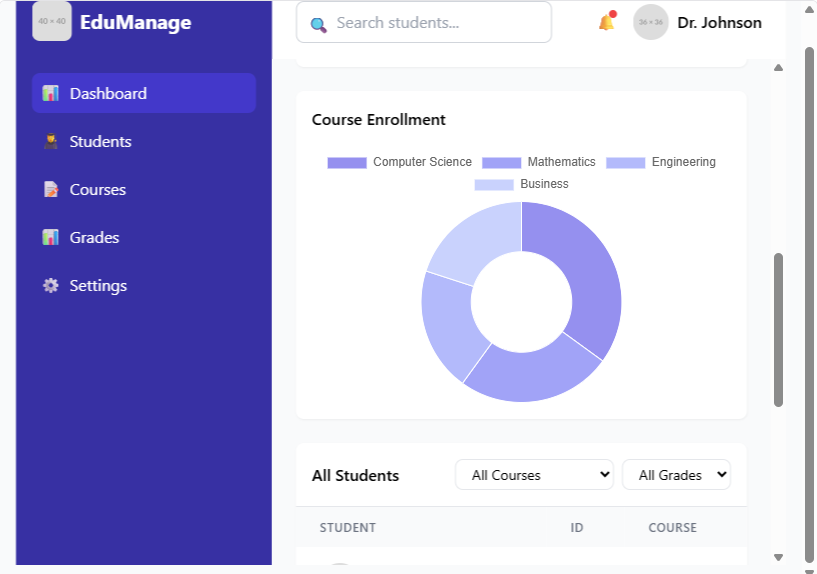 40 × 40 EduManage
Search students...
36 × 36 Dr. Johnson
Dashboard
Students
Courses
Grades
Settings
Course Enrollment
Computer Science Mathematics Engineering
Business
All Students All Courses All Grades
STUDENT ID COURSE